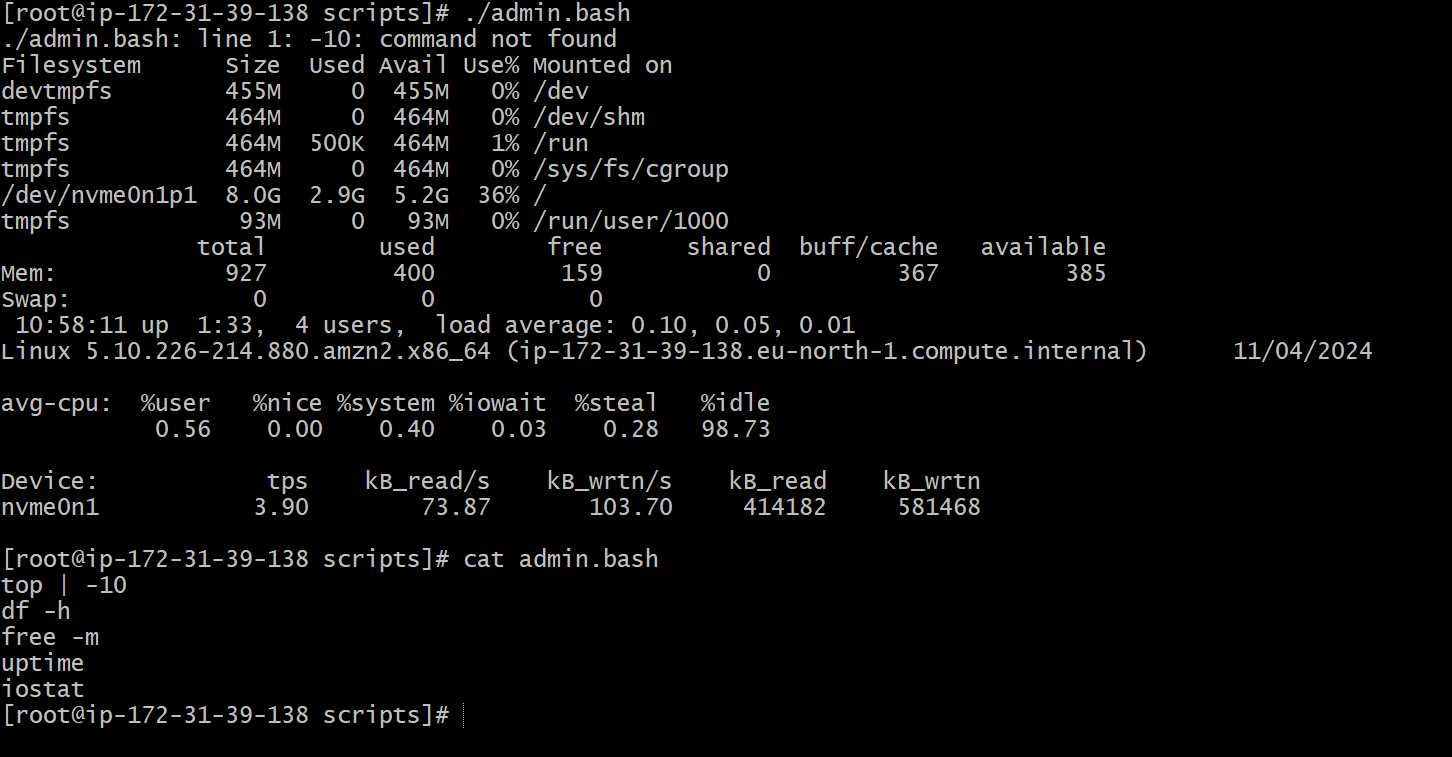 [root@ip-172-31-39-138 scripts]# ./admin.bash
./admin.bash: line 1: -10: command not found
Filesystem      Size  Used Avail Use% Mounted on
devtmpfs        455M     0  455M   0% /dev
tmpfs           464M     0  464M   0% /dev/shm
tmpfs           464M  500K  464M   1% /run
tmpfs           464M     0  464M   0% /sys/fs/cgroup
/dev/nvme0n1p1  8.0G  2.9G  5.2G  36% /
tmpfs            93M     0   93M   0% /run/user/1000
              total        used        free      shared  buff/cache   available
Mem:            927         400         159           0         367         385
Swap:             0           0           0
 10:58:11 up  1:33,  4 users,  load average: 0.10, 0.05, 0.01
Linux 5.10.226-214.880.amzn2.x86_64 (ip-172-31-39-138.eu-north-1.compute.internal)      11/04/2024
avg-cpu:  %user   %nice %system %iowait  %steal   %idle
           0.56    0.00    0.40    0.03    0.28   98.73
Device:            tps    kB_read/s    kB_wrtn/s    kB_read    kB_wrtn
nvme0n1           3.90        73.87       103.70     414182     581468
[root@ip-172-31-39-138 scripts]# cat admin.bash
top | -10
df -h
free -m
uptime
iostat
[root@ip-172-31-39-138 scripts]#